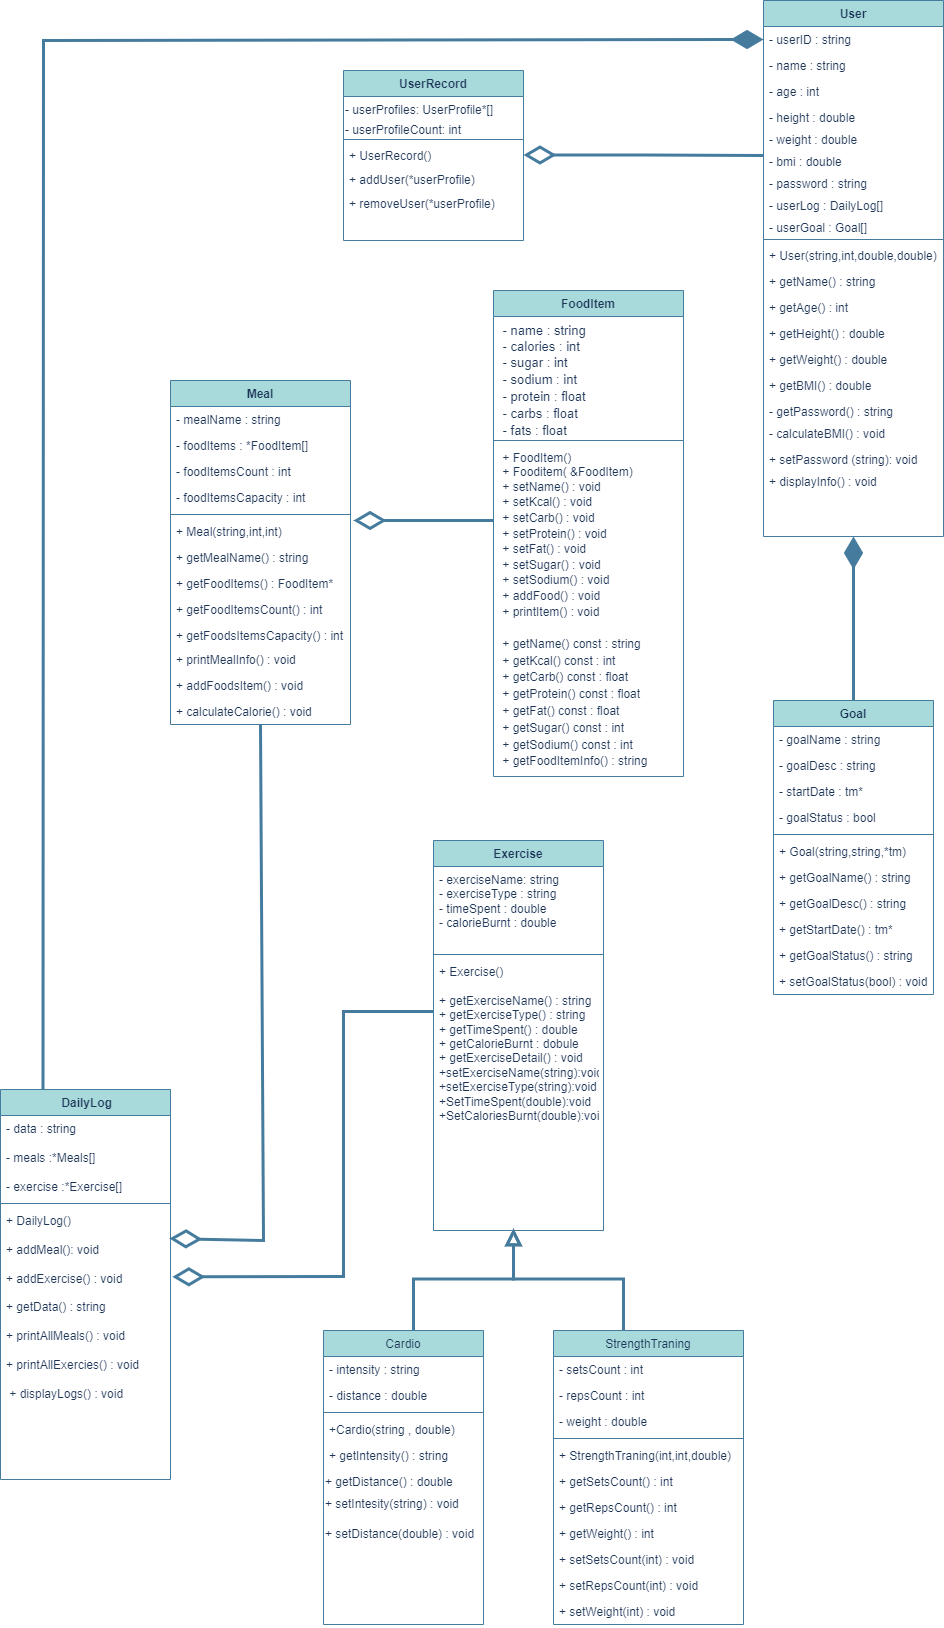 User
- userID : string
- name : string
- age : int
- height : double
- weight : double
- bmi : double
- password : string
- userLog : DailyLog[]
- userGoal : Goal[]
+ User(string,int,double,double)
+ getName() : string
+ getAge() : int
+ getHeight() : double
+ getWeight() : double
+ getBMI() : double
- getPassword() : string
- calculateBMI() : void
+ setPassword (string): void
+ displayInfo() : void
UserRecord
- userProfiles: UserProfile*[]
- userProfileCount: int
+ UserRecord()
+ addUser(*userProfile)
+ removeUser(*userProfile)
FoodItem
- name : string
- calories : int
- sugar : int
- sodium : int
- protein : float
- carbs : float
- fats : float
+ FoodItem()
+ Fooditem( &FoodItem)
+ setName() : void
+ setKcal() : void
+ setCarb() : void
+ setProtein() : void
+ setFat() : void
+ setSugar() : void
+ setSodium() : void
+ addFood() : void
+ printItem() : void
+ getName() const : string
+ getKcal() const : int
+ getCarb() const : float
+ getProtein() const : float
+ getFat() const : float
+ getSugar() const : int
+ getSodium() const : int
+ getFoodItemInfo() : string
Meal
- mealName : string
- foodItems : *FoodItem[]
- foodItemsCount : int
- foodItemsCapacity : int
+ Meal(string,int,int)
+ getMealName() : string
+ getFoodItems() : FoodItem*
+ getFoodItemsCount() : int
+ getFoodsItemsCapacity() : int
+ printMealInfo() : void
+ addFoodsItem() : void
+ calculateCalorie() : void
Goal
- goalName : string
- goalDesc : string
- startDate : tm*
- goalStatus : bool
+ Goal(string,string,*tm)
+ getGoalName() : string
+ getGoalDesc() : string
+ getStartDate() : tm*
+ getGoalStatus() : string
+ setGoalStatus(bool) : void
Exercise
- exerciseName: string
- exerciseType : string
- timeSpent : double
- calorieBurnt : double
+ Exercise()
+ getExerciseName() : string
+ getExerciseType() : string
+ getTimeSpent() : double
+ getCalorieBurnt : dobule
+ getExerciseDetail() : void
+setExerciseName(string):void
+setExerciseType(string):void
+SetTimeSpent(double):void
+SetCaloriesBurnt(double):voi
DailyLog
- data : string
- meals :*Meals[]
- exercise :*Exercise[]
+ DailyLog()
+ addMeal(): void
+ addExercise() : void
+ getData() : string
+ printAllMeals() : void
+ printAllExercies() : void
+ displayLogs() : void
Cardio
- intensity : string
- distance : double
+Cardio(string , double)
+ getIntensity() : string
+ getDistance() : double
+ setIntesity(string) : void
+ setDistance(double) : void
StrengthTraning
- setsCount : int
- repsCount : int
- weight : double
+ StrengthTraning(int,int,double)
+ getSetsCount() : int
+ getRepsCount() : int
+ getWeight() : int
+ setSetsCount(int) : void
+ setRepsCount(int) : void
+ setWeight(int) : void